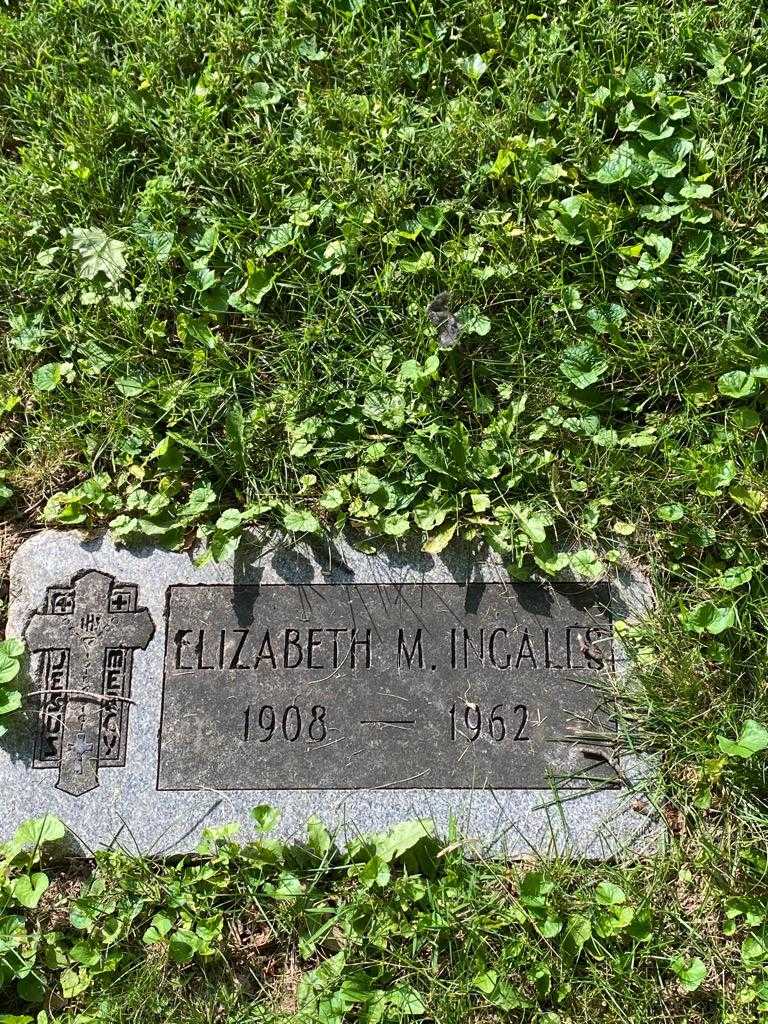 IHS
JESUS
MERCY
ELIZABETH M. INGALLS
1908 — 1962